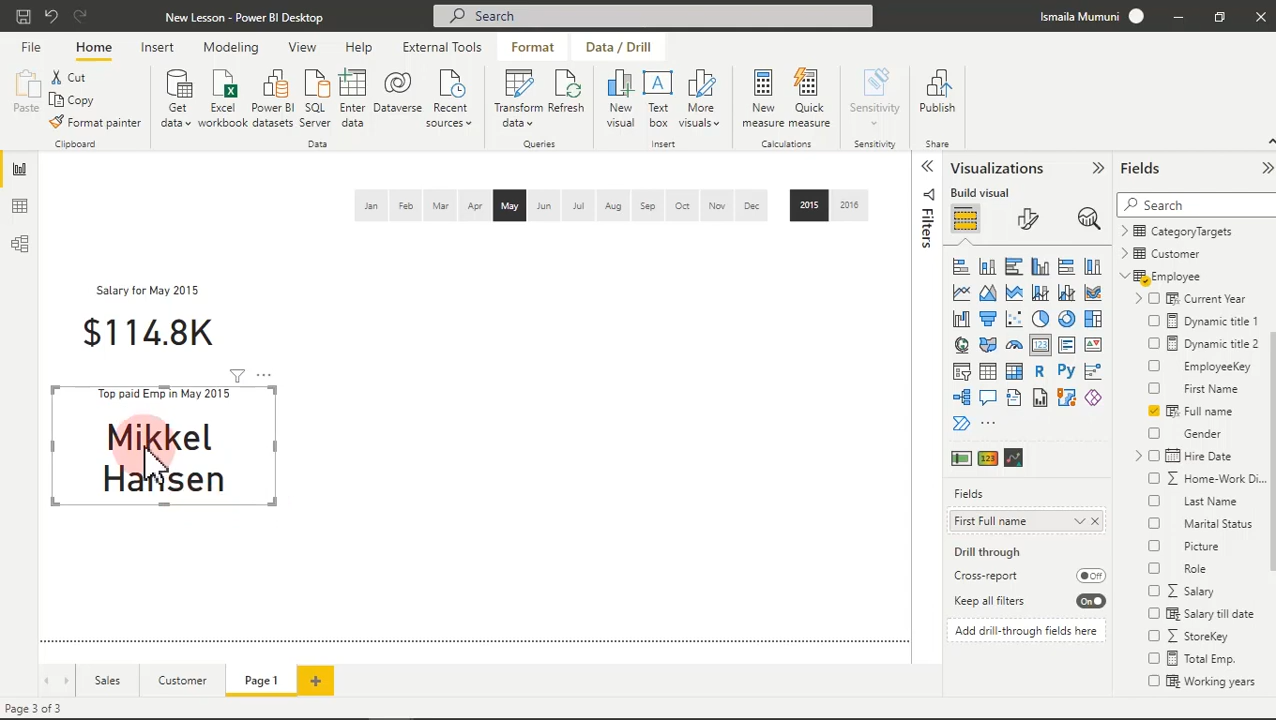 New Lesson - Power BI Desktop
Search
Ismaila Mumuni
File
Home
Insert
Modeling
View
Help
External Tools
Format
Data / Drill
Paste
Cut
Copy
Format painter
Clipboard
Get data
Excel workbook
Power BI datasets
SQL Server
Enter data
Dataverse
Recent sources
Data
Transform data
Refresh
Queries
New visual
Text box
More visuals
Insert
New measure
Quick measure
Calculations
Sensitivity
Sensitivity
Publish
Share
Jan Feb Mar Apr May Jun Jul Aug Sep Oct Nov Dec
2015 2016
Salary for May 2015
$114.8K
Top paid Emp in May 2015
Mikkel
Hansen
Filters
Visualizations
Build visual
R
Py
123
123
Fields
First Full name
Drill through
Cross-report
Off
Keep all filters
On
Add drill-through fields here
Fields
Search
CategoryTargets
Customer
Employee
Current Year
Dynamic title 1
Dynamic title 2
EmployeeKey
First Name
Full name
Gender
Hire Date
Home-Work Di...
Last Name
Marital Status
Picture
Role
Salary
Salary till date
StoreKey
Total Emp.
Working years
Sales
Customer
Page 1
Page 3 of 3